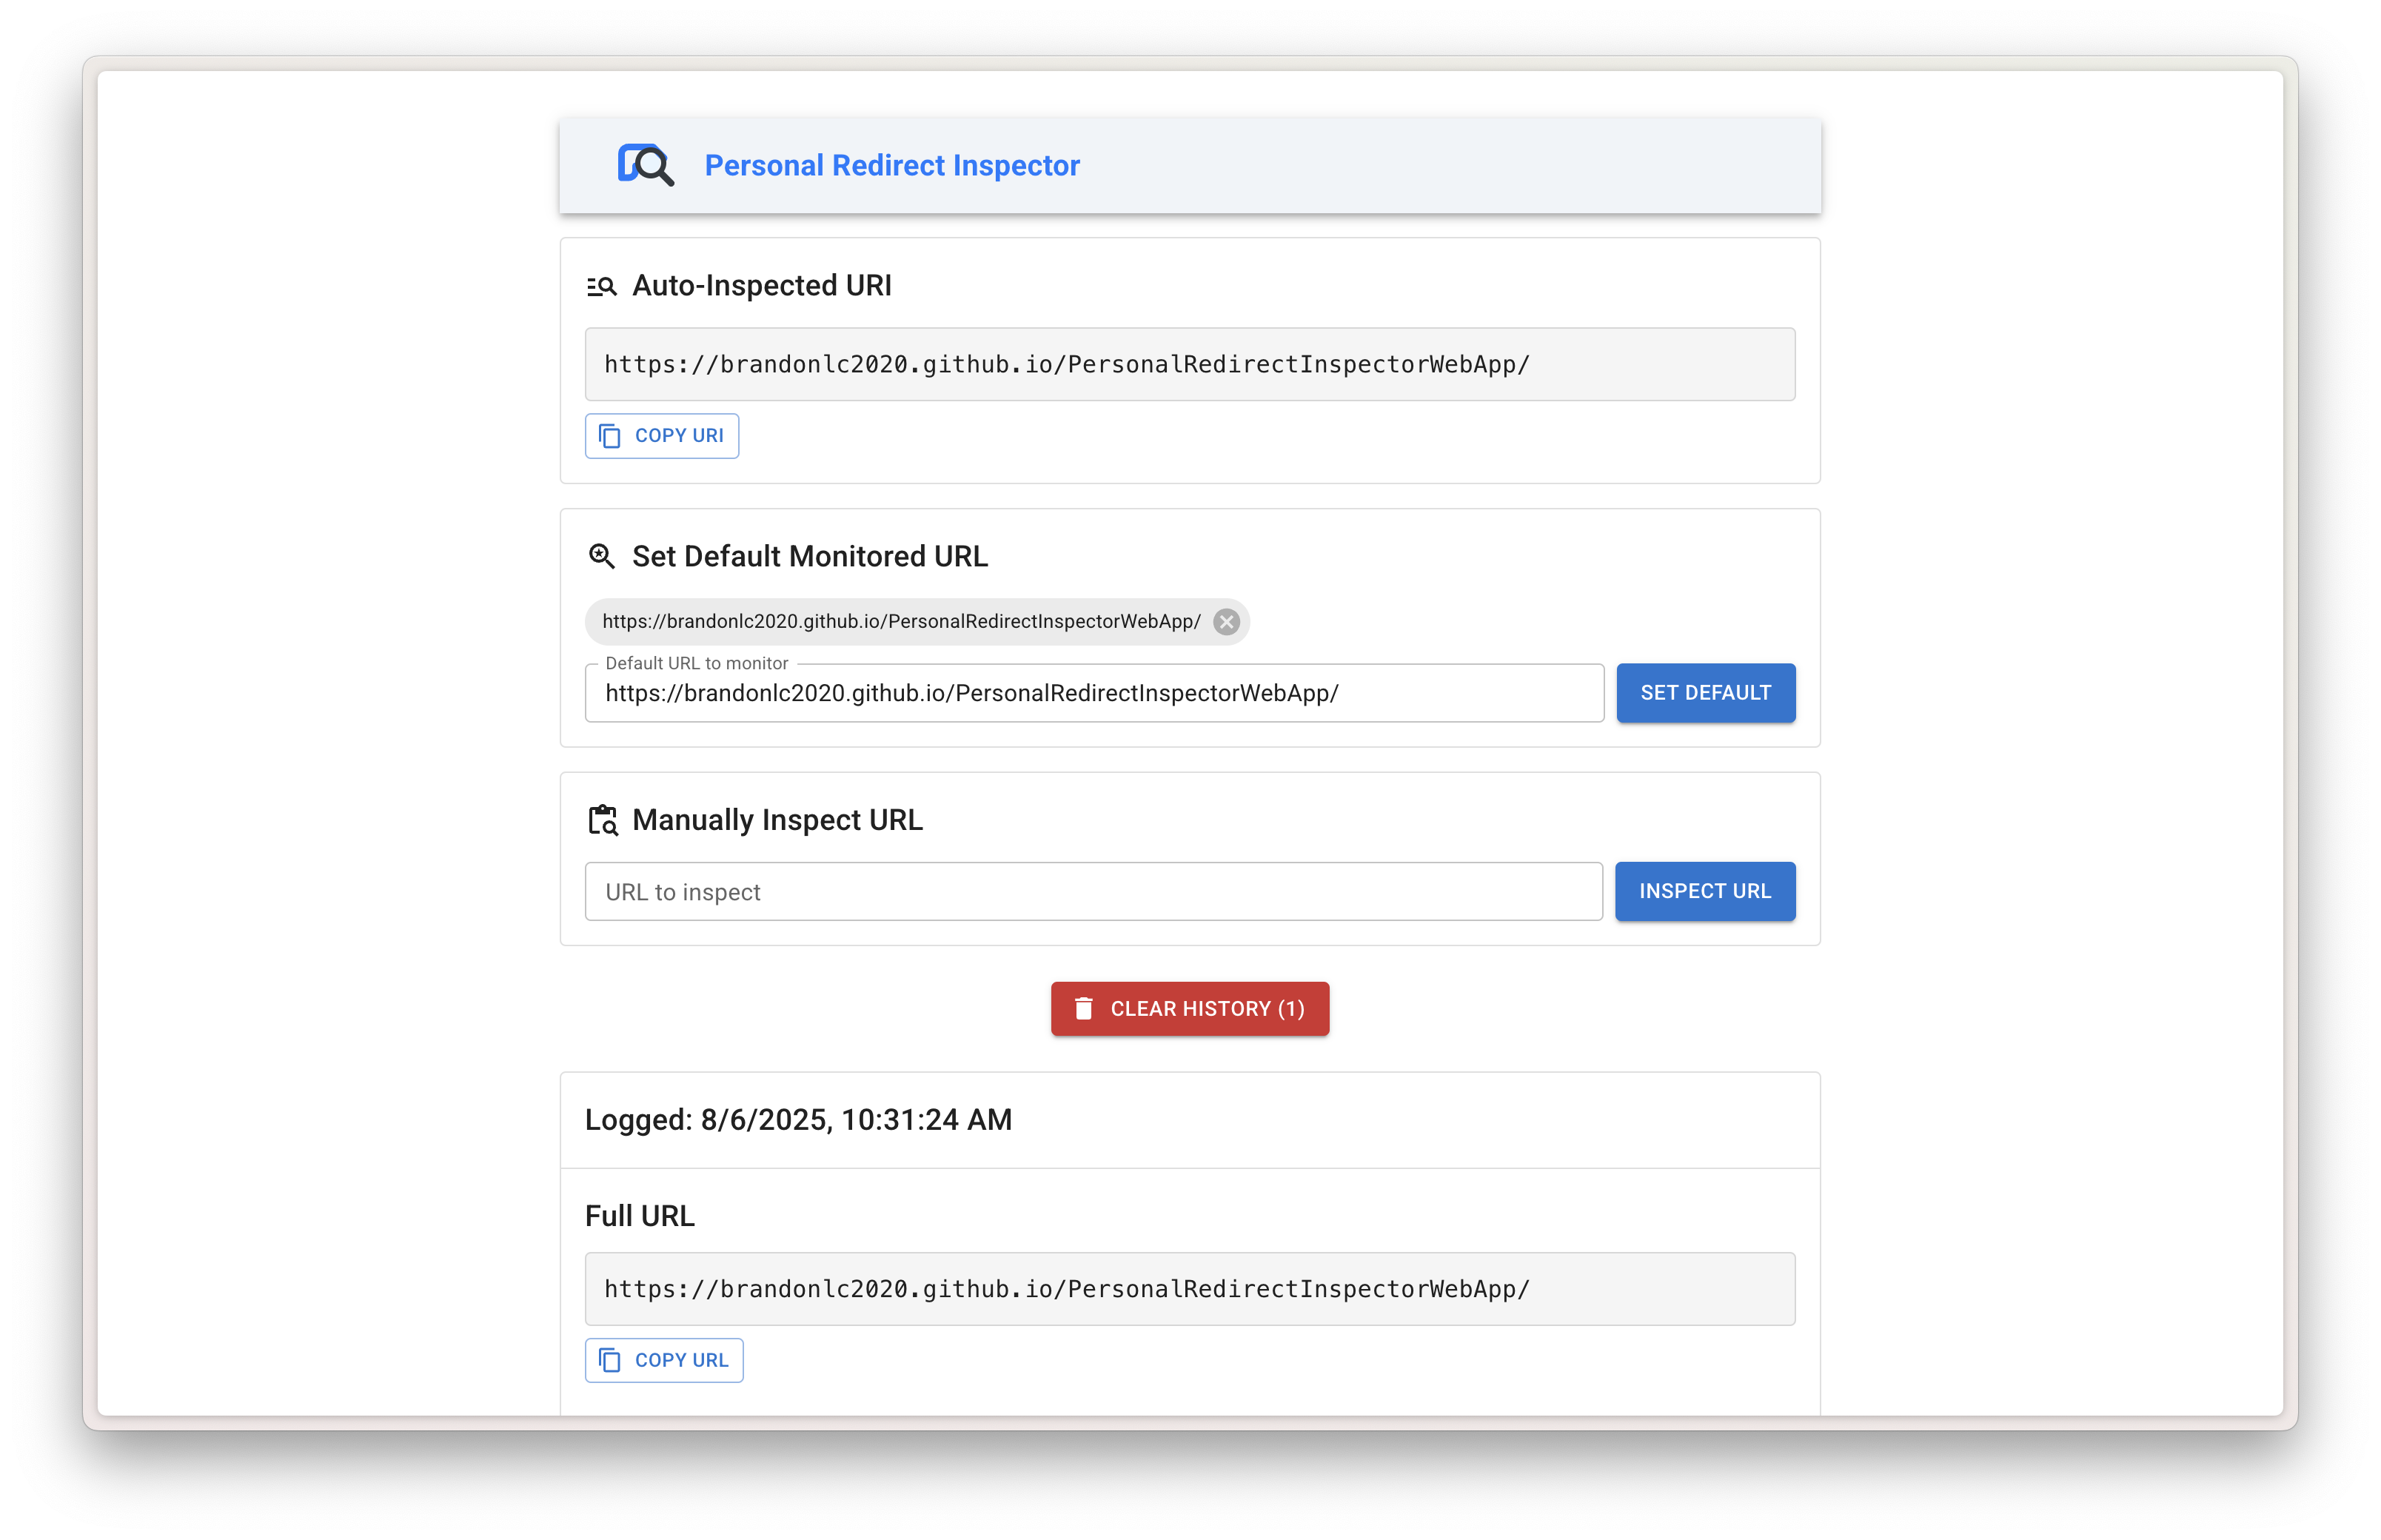 Personal Redirect Inspector
Auto-Inspected URI
https://brandonlc2020.github.io/PersonalRedirectInspectorWebApp/
COPY URI
Set Default Monitored URL
https://brandonlc2020.github.io/PersonalRedirectInspectorWebApp/
Default URL to monitor
https://brandonlc2020.github.io/PersonalRedirectInspectorWebApp/
SET DEFAULT
Manually Inspect URL
URL to inspect
INSPECT URL
CLEAR HISTORY (1)
Logged: 8/6/2025, 10:31:24 AM
Full URL
https://brandonlc2020.github.io/PersonalRedirectInspectorWebApp/
COPY URL